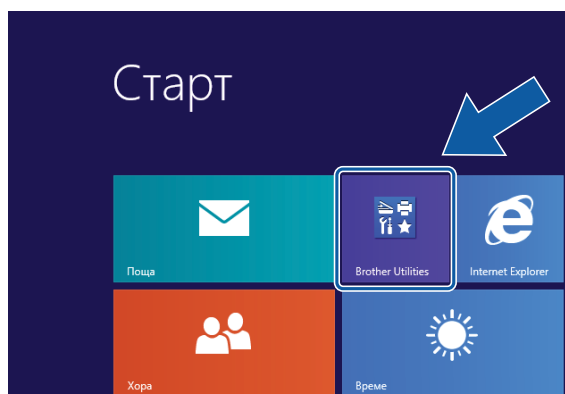 Старт
Поща
Brother Utilities
Internet Explorer
Хора
Време